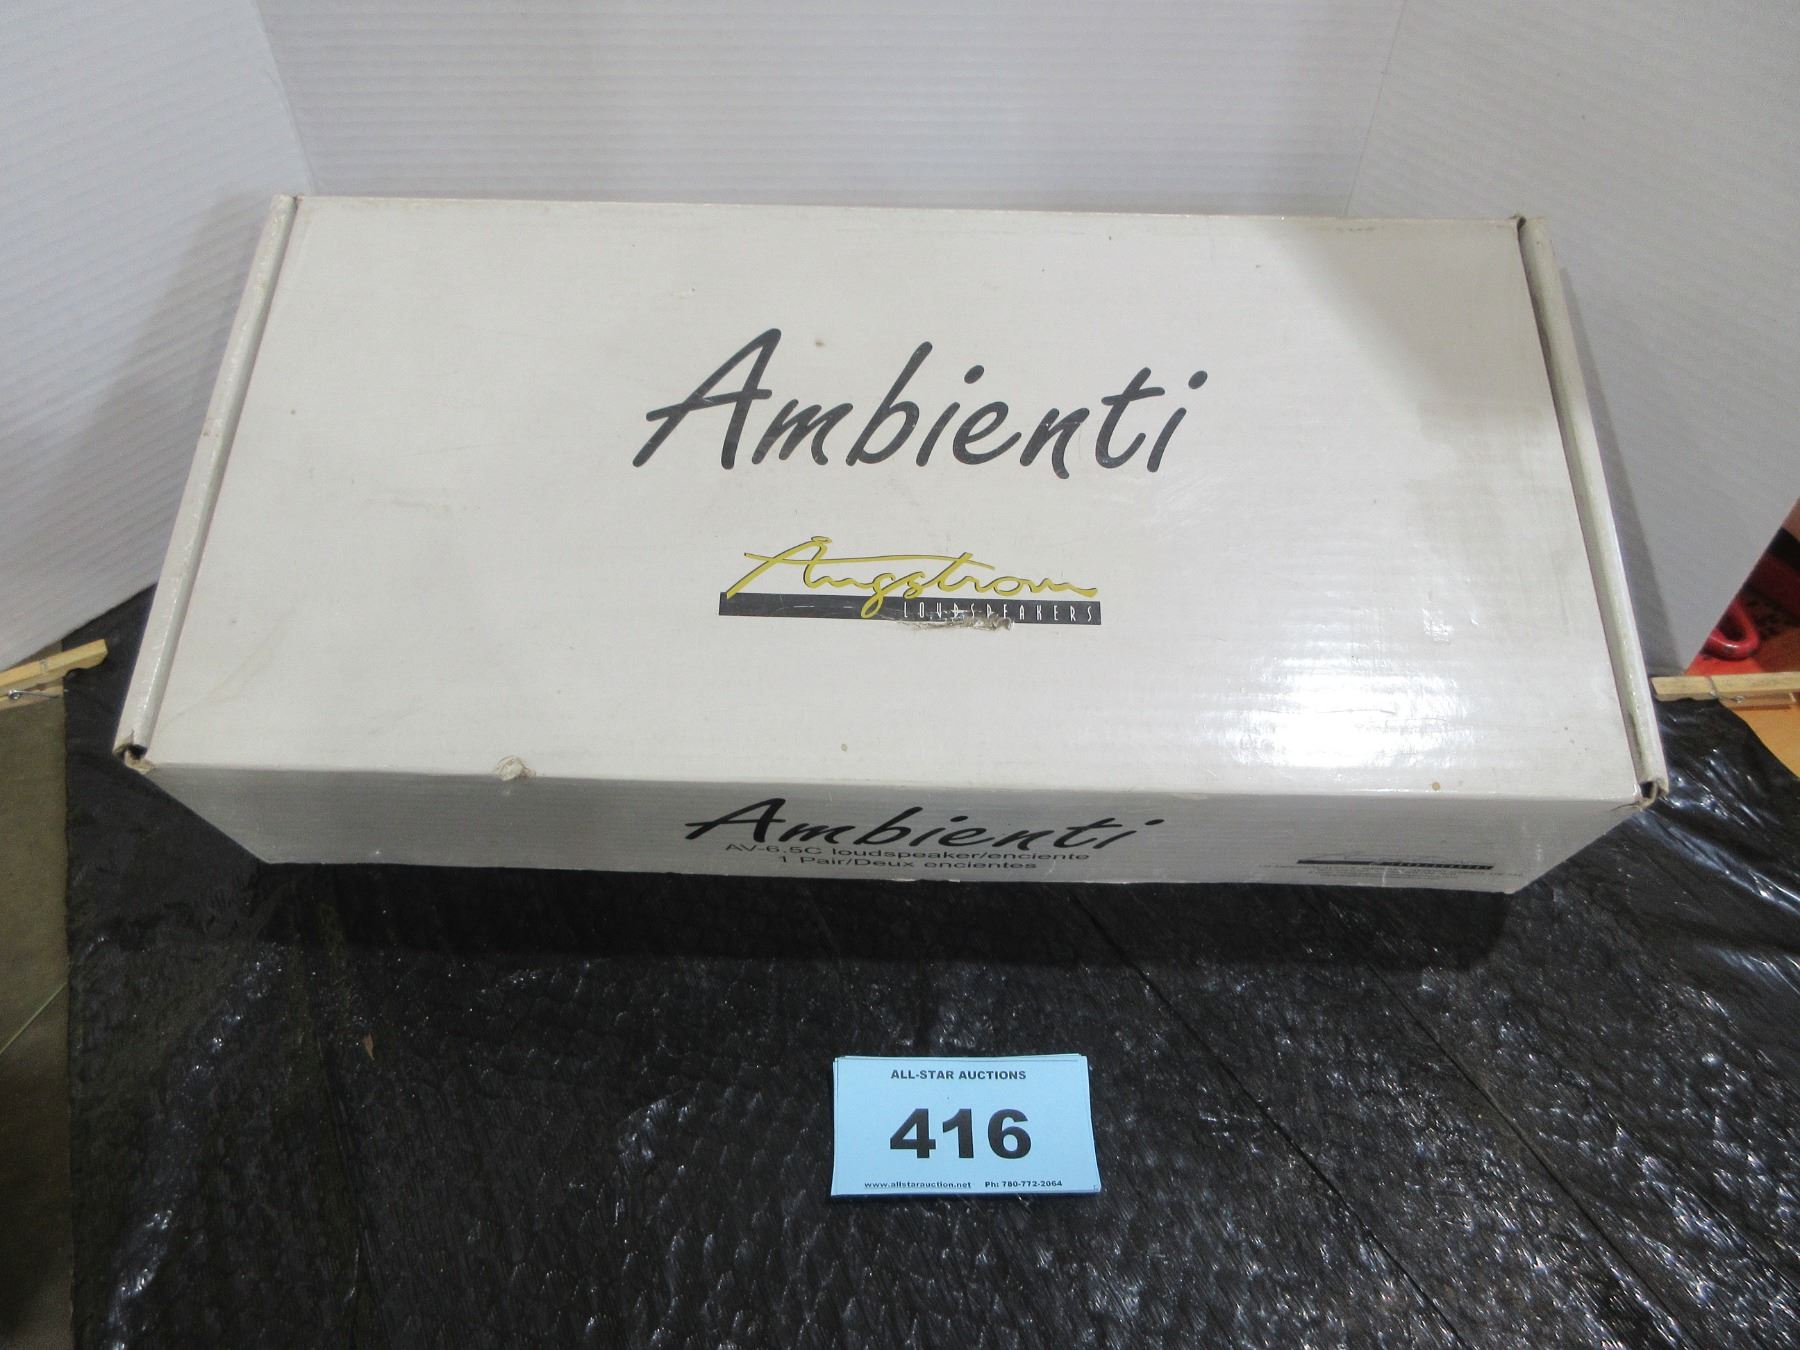 Ambienti
Ångstrom
LOUDSPEAKERS
Ambienti
AV-6.5C loudspeaker/enciente
1 Pair/Deux encientes
ALL-STAR AUCTIONS
416
www.allstarauction.net Ph: 780-772-2064